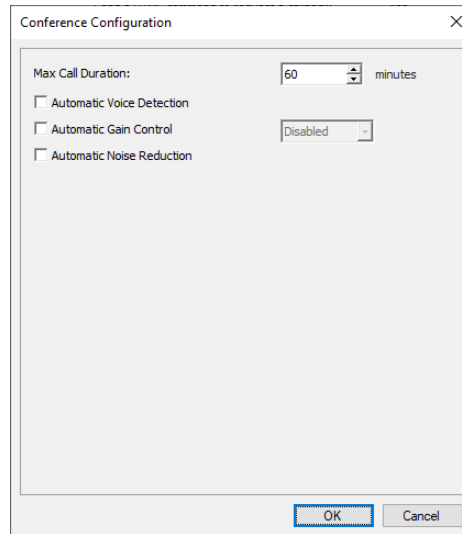 Conference Configuration
Max Call Duration: 60 minutes
Automatic Voice Detection
Automatic Gain Control Disabled
Automatic Noise Reduction
OK Cancel